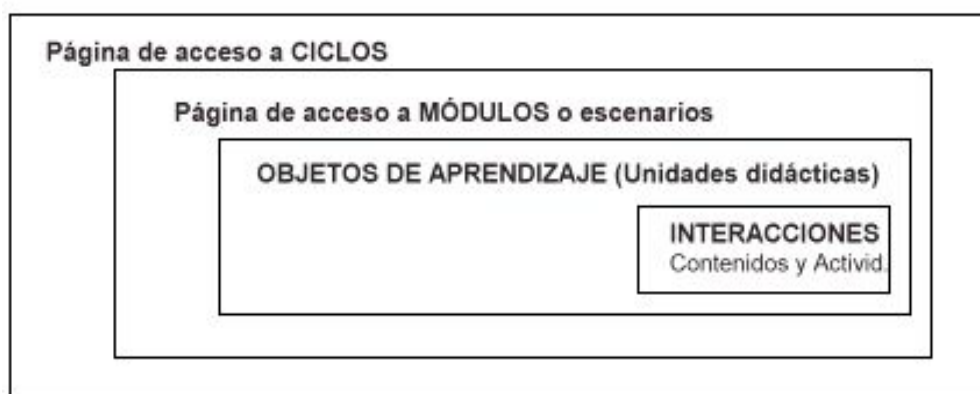 Página de acceso a CICLOS
Página de acceso a MÓDULOS o escenarios
OBJETOS DE APRENDIZAJE (Unidades didácticas)
INTERACCIONES
Contenidos y Activid.